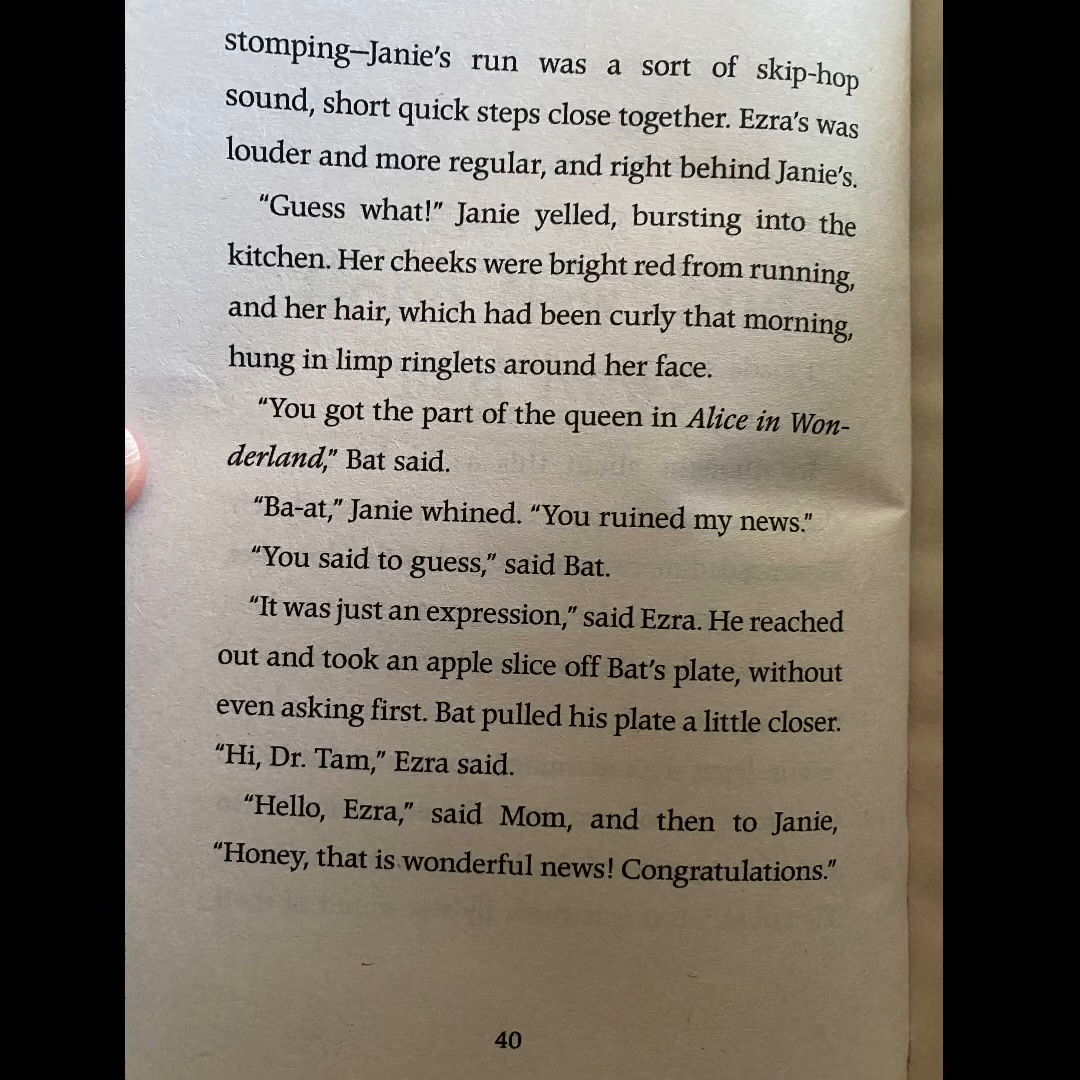 stomping—Janie's run was a sort of skip-hop
sound, short quick steps close together. Ezra's was
louder and more regular, and right behind Janie's.
"Guess what!" Janie yelled, bursting into the
kitchen. Her cheeks were bright red from running,
and her hair, which had been curly that morning,
hung in limp ringlets around her face.
"You got the part of the queen in Alice in Won-
derland," Bat said.
"Ba-at," Janie whined. "You ruined my news."
"You said to guess," said Bat.
"It was just an expression," said Ezra. He reached
out and took an apple slice off Bat's plate, without
even asking first. Bat pulled his plate a little closer.
"Hi, Dr. Tam," Ezra said.
"Hello, Ezra," said Mom, and then to Janie,
"Honey, that is wonderful news! Congratulations."
40